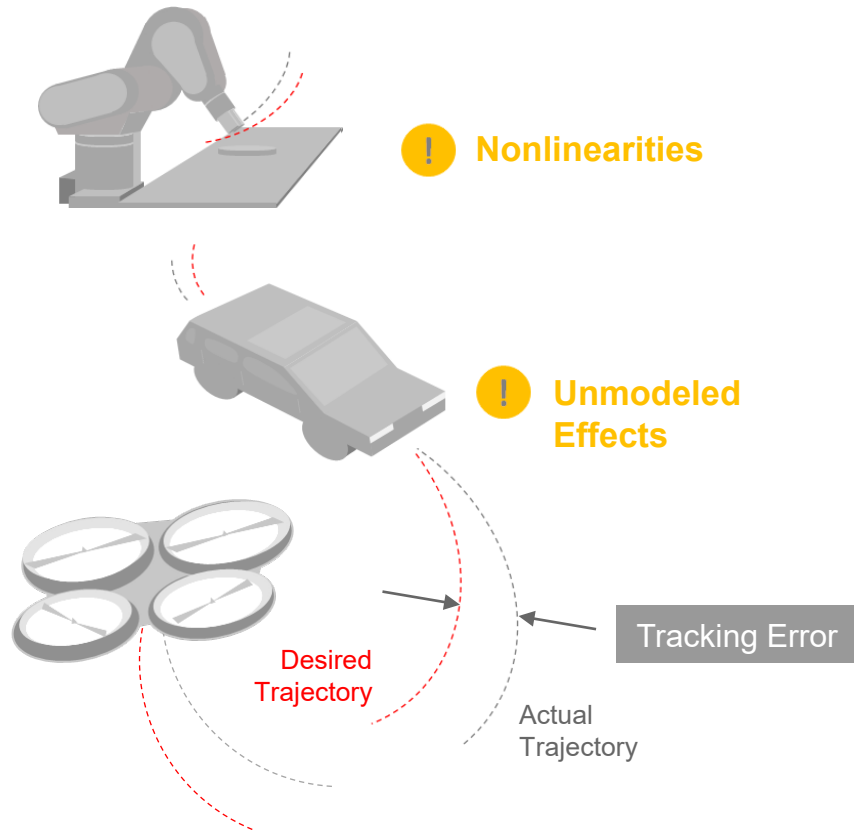 ! Nonlinearities
! Unmodeled
Effects
Desired
Trajectory
Tracking Error
Actual
Trajectory